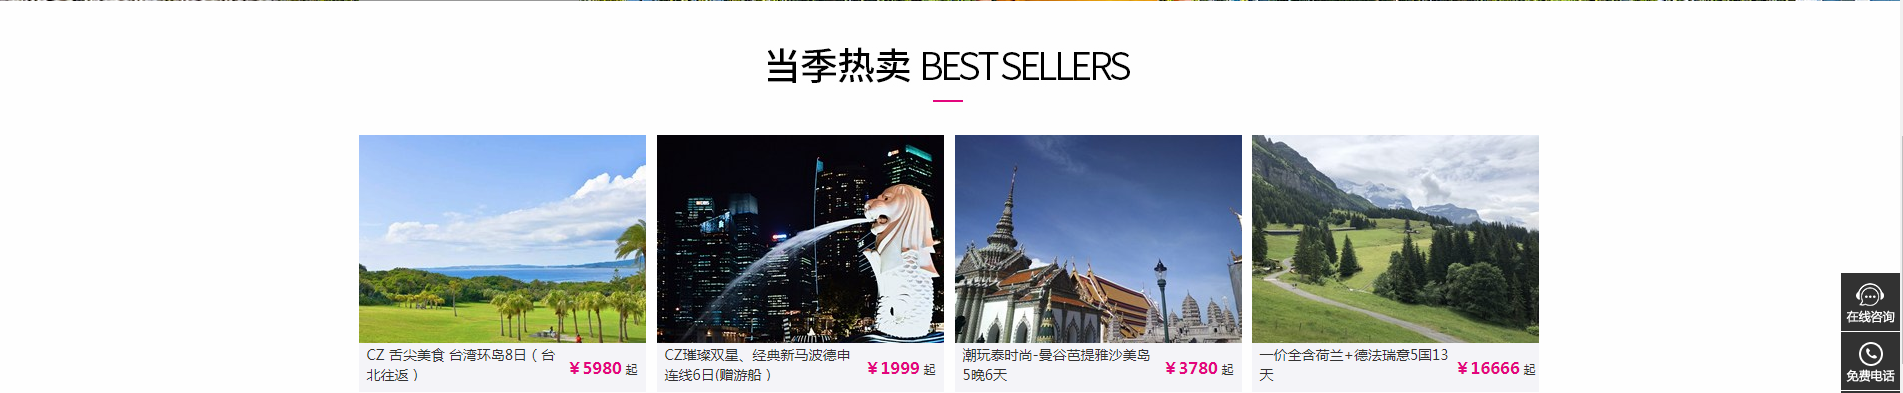 当季热卖 BEST SELLERS
CZ 舌尖美食 台湾环岛8日（台
北往返）
￥5980 起
CZ璀璨双星、经典新马波德申
连线6日(赠游船）
￥1999 起
潮玩泰时尚-曼谷芭提雅沙美岛
5晚6天
￥3780 起
一价全含荷兰+德法瑞意5国13
天
￥16666 起
在线咨询
免费电话